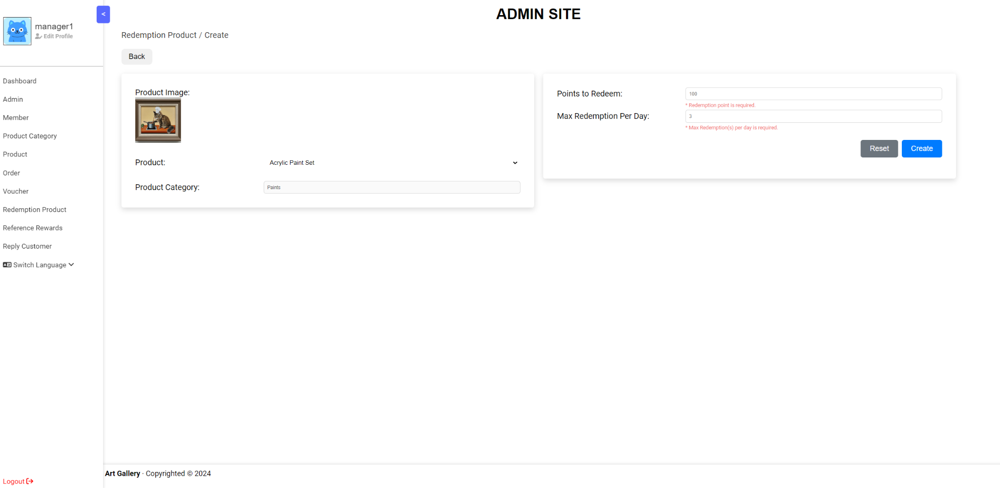 <
ADMIN SITE
manager1
Edit Profile
Redemption Product / Create
Back
Dashboard
Admin
Member
Product Category
Product
Order
Voucher
Redemption Product
Reference Rewards
Reply Customer
Switch Language
Logout
Product Image:
Product:
Acrylic Paint Set
Product Category:
Paints
Points to Redeem:
100
* Redemption point is required.
Max Redemption Per Day:
3
* Max Redemption(s) per day is required.
Reset
Create
Art Gallery · Copyrighted © 2024